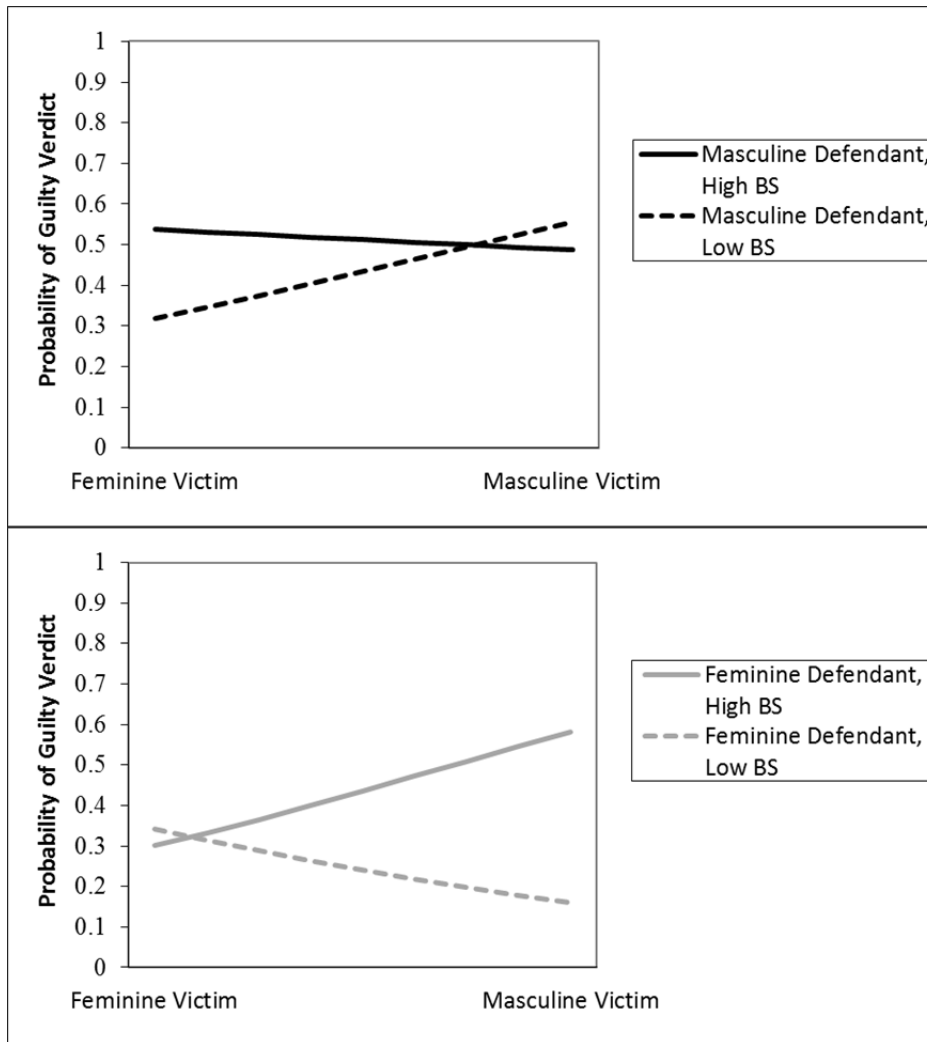 1
0.9
0.8
0.7
0.6
0.5
0.4
0.3
0.2
0.1
0
Probability of Guilty Verdict
Feminine Victim
Masculine Victim
Masculine Defendant,
High BS
Masculine Defendant,
Low BS
1
0.9
0.8
0.7
0.6
0.5
0.4
0.3
0.2
0.1
0
Probability of Guilty Verdict
Feminine Victim
Masculine Victim
Feminine Defendant,
High BS
Feminine Defendant,
Low BS